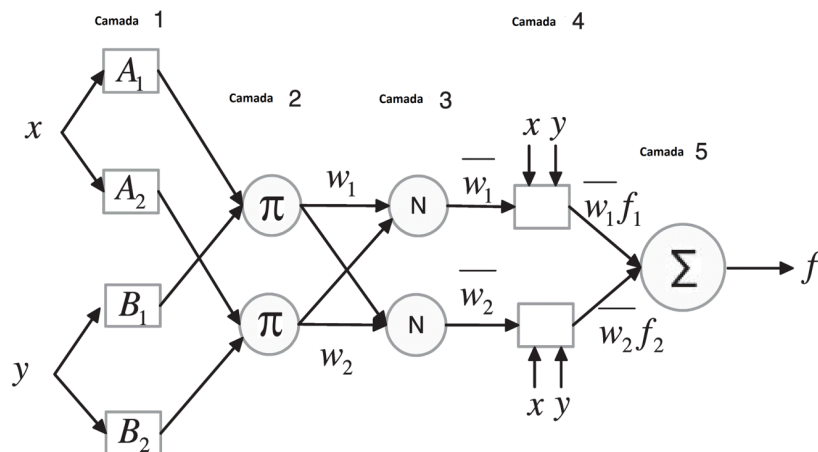 Camada 1
Camada 2
Camada 3
Camada 4
Camada 5
x
y
A₁
A₂
B₁
B₂
π
π
w₁
w₂
N
N
w̅₁
w̅₂
x y
x y
w̅₁f₁
w̅₂f₂
Σ
f